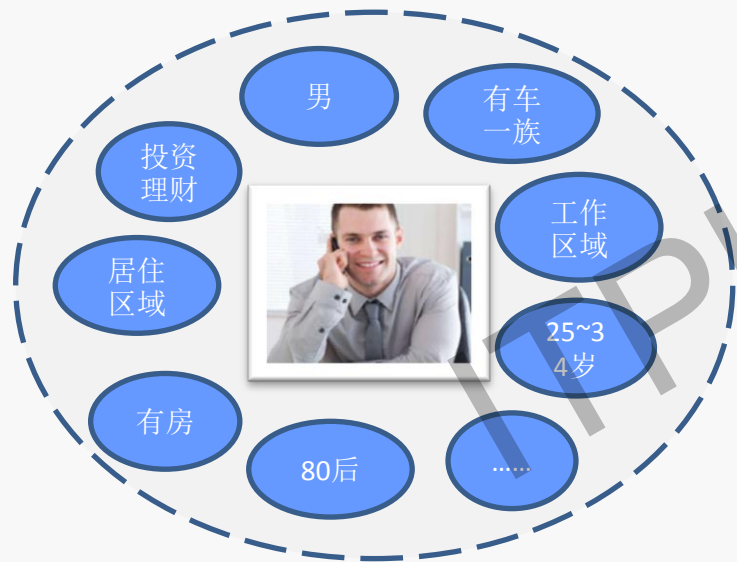 男
有车
一族
投资
理财
工作
区域
居住
区域
25~3
4岁
有房
80后
……
ITP